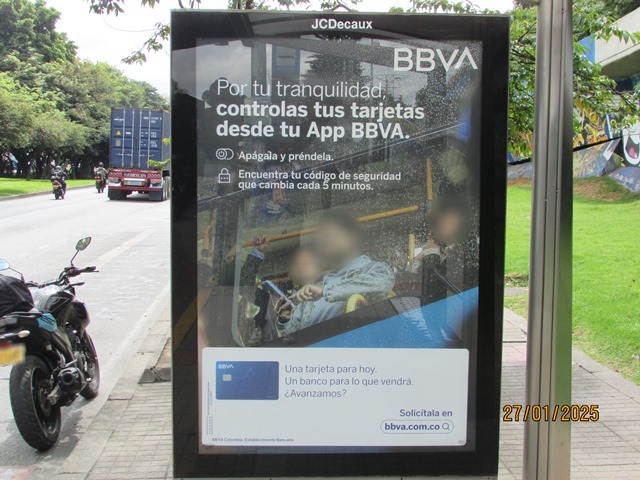 JCDecaux
BBVA
Por tu tranquilidad,
controlas tus tarjetas
desde tu App BBVA.
Apágala y préndela.
Encuentra tu código de seguridad
que cambia cada 5 minutos.
BBVA
Una tarjeta para hoy.
Un banco para lo que vendrá.
¿Avanzamos?
Solicítala en
bbva.com.co
BBVA Colombia. Establecimiento Bancario.
27/01/2025